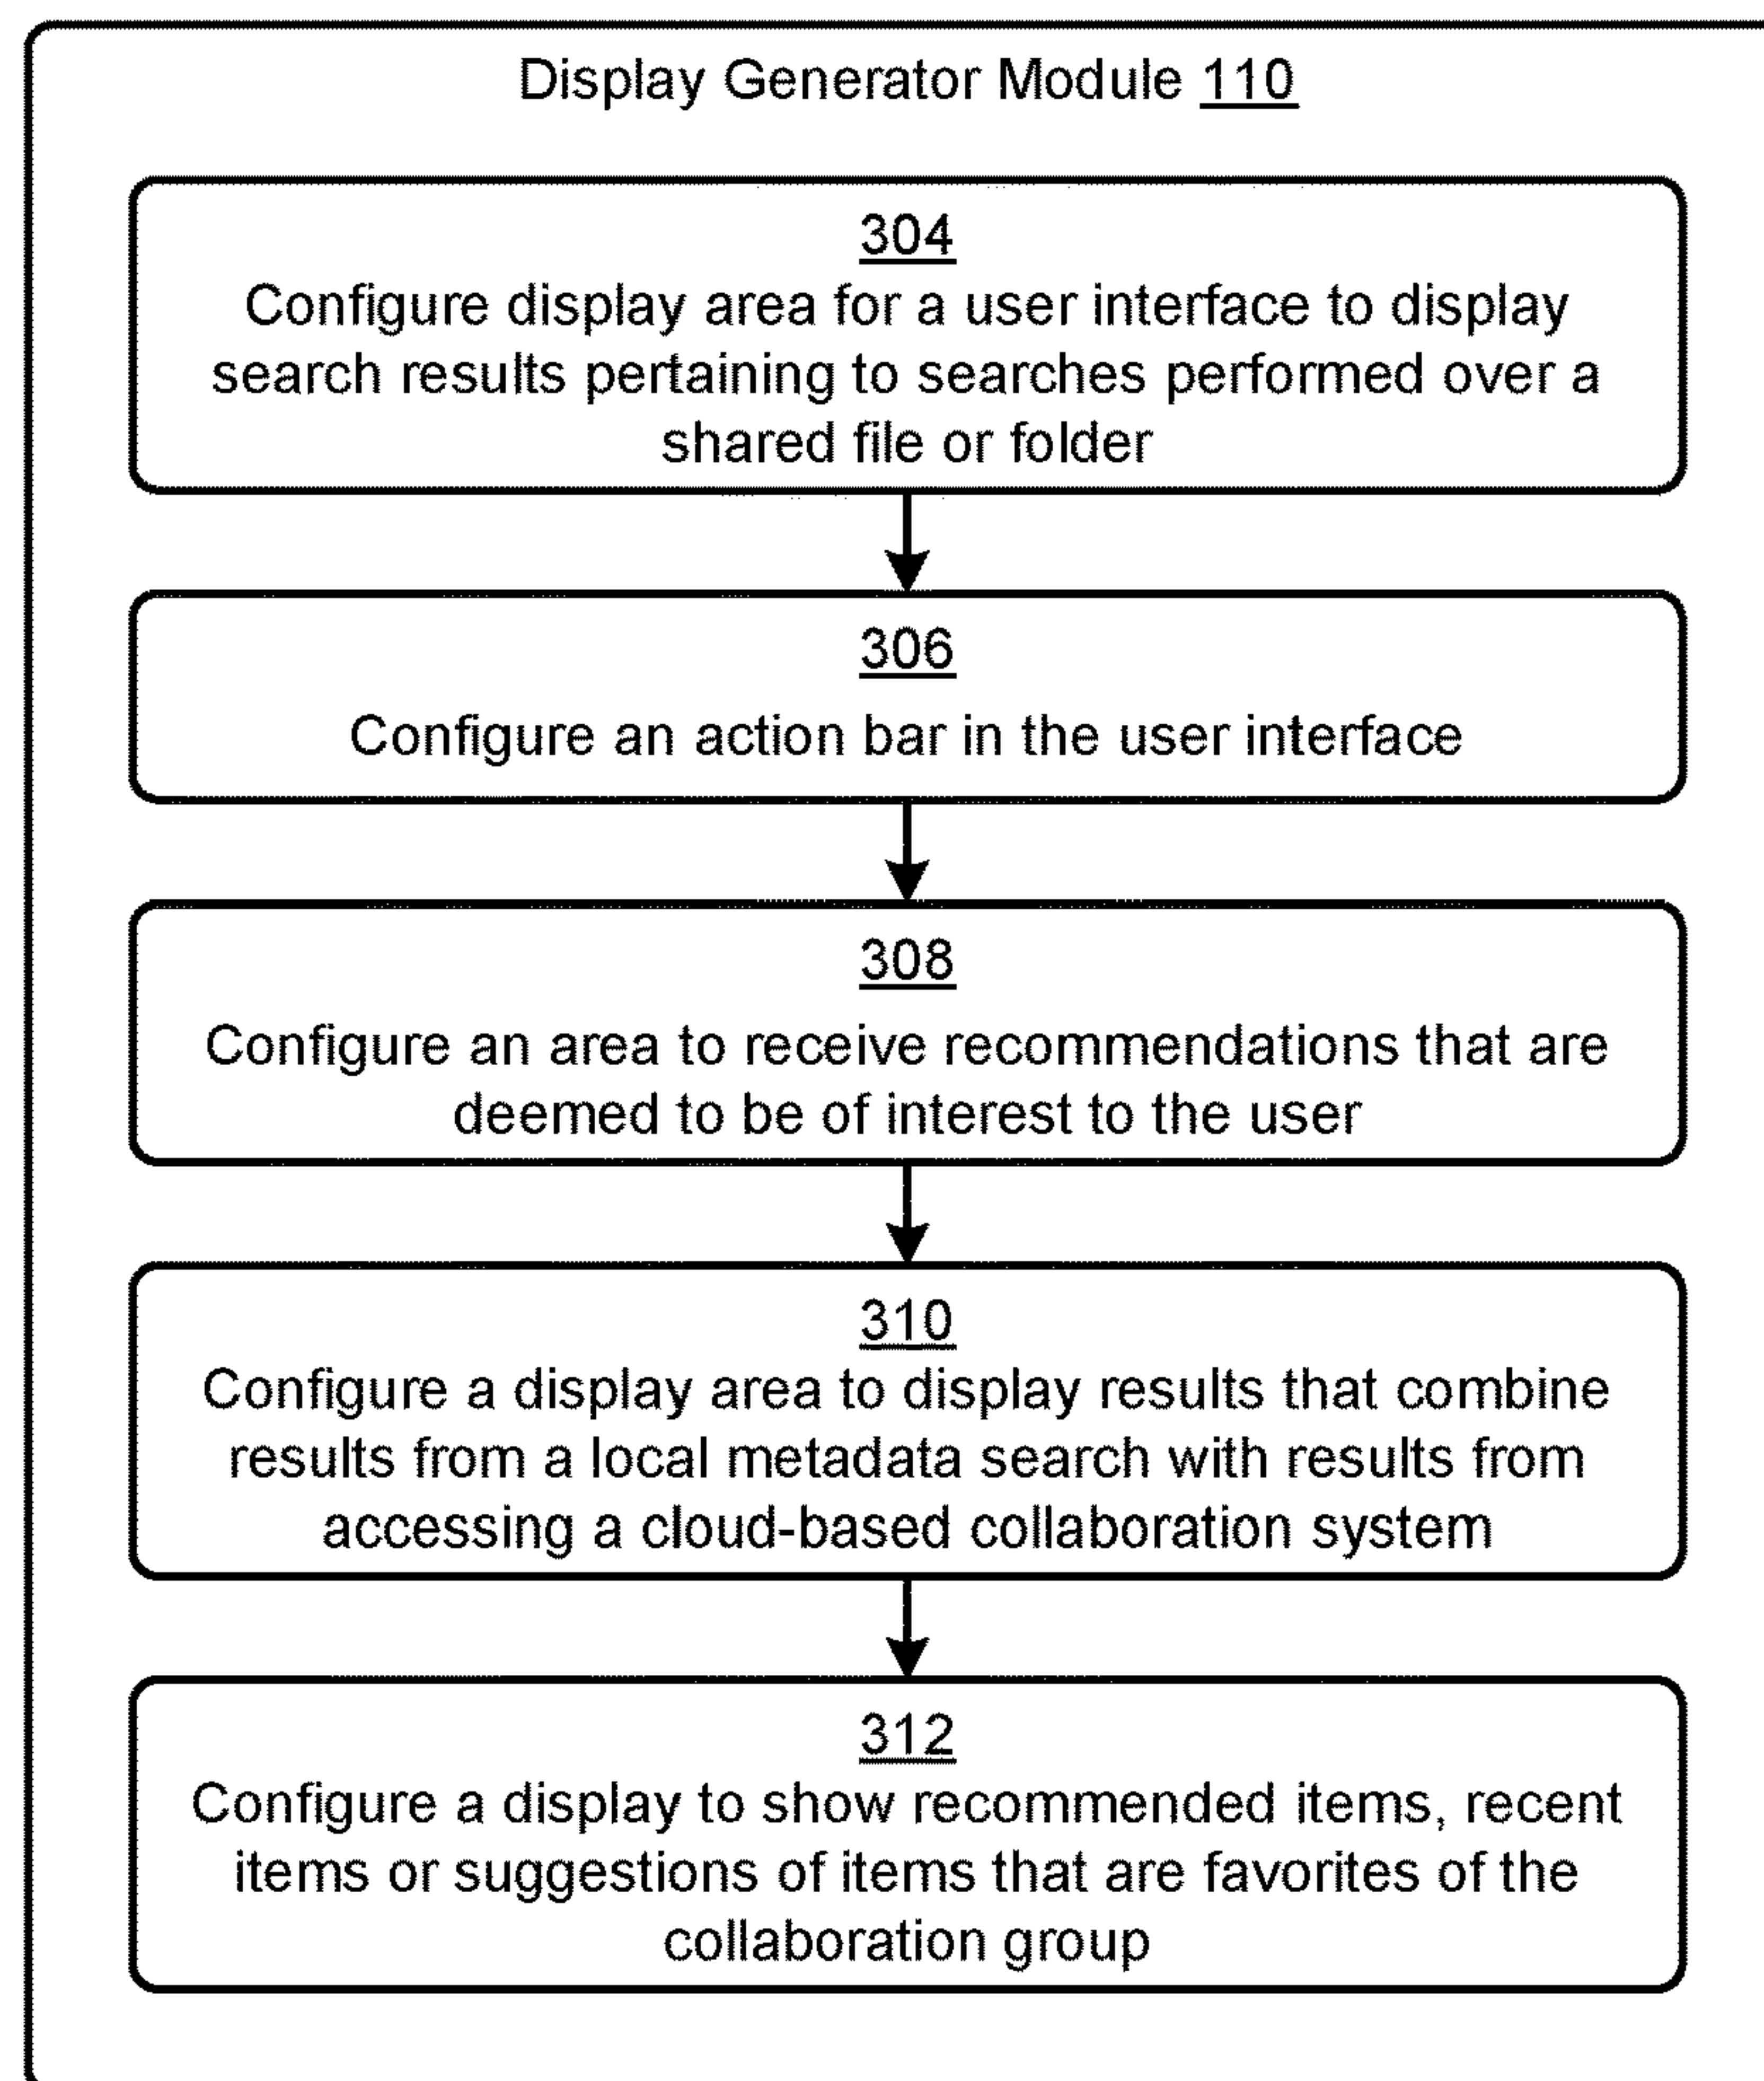 Display Generator Module 110
304
Configure display area for a user interface to display
search results pertaining to searches performed over a
shared file or folder
306
Configure an action bar in the user interface
308
Configure an area to receive recommendations that are
deemed to be of interest to the user
310
Configure a display area to display results that combine
results from a local metadata search with results from
accessing a cloud-based collaboration system
312
Configure a display to show recommended items, recent
items or suggestions of items that are favorites of the
collaboration group